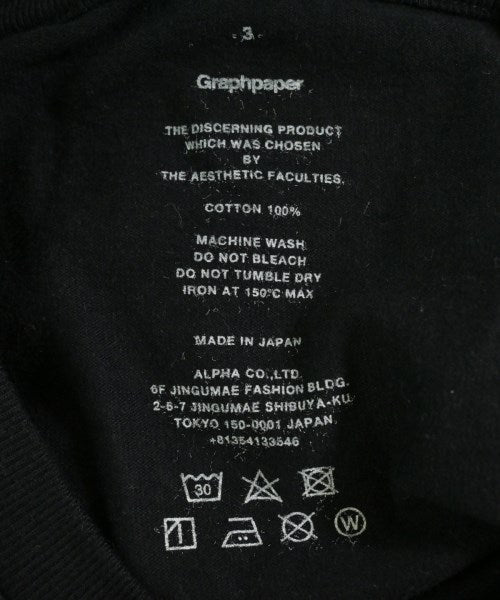 - 3 -
Graphpaper
THE DISCERNING PRODUCT
WHICH WAS CHOSEN
BY
THE AESTHETIC FACULTIES.
COTTON 100%
MACHINE WASH
DO NOT BLEACH
DO NOT TUMBLE DRY
IRON AT 150°C MAX
MADE IN JAPAN
ALPHA CO.,LTD.
6F JINGUMAE FASHION BLDG.
2-6-7 JINGUMAE SHIBUYA-KU
TOKYO 150-0001 JAPAN.
+81354133546
30
W